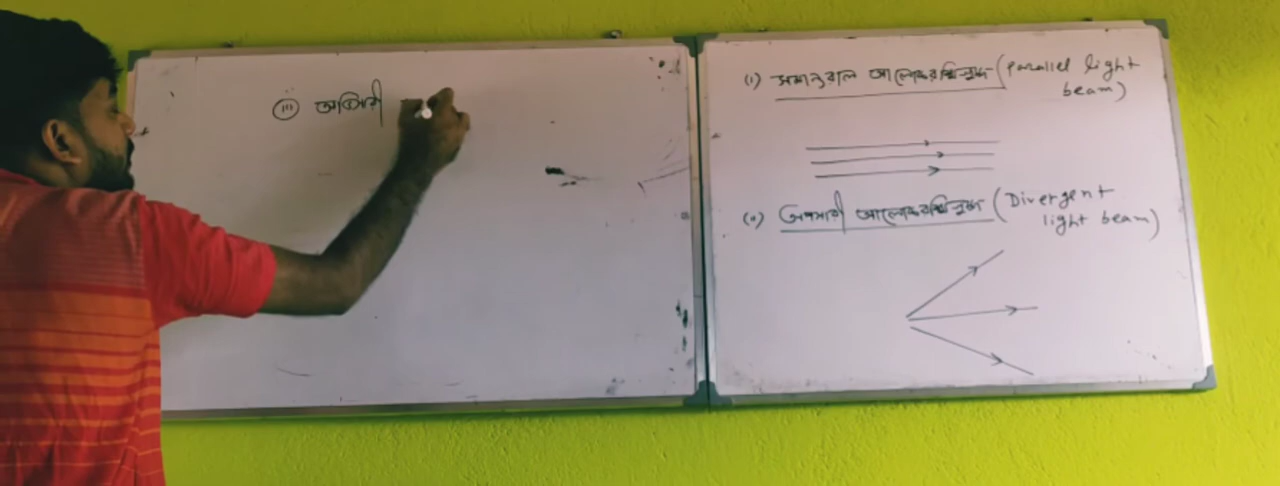 (iii) অভিসারী
(i) সমান্তরাল আলোকরশ্মিগুচ্ছ (Parallel light
beam)
(ii) অপসারী আলোকরশ্মিগুচ্ছ (Divergent
light beam)